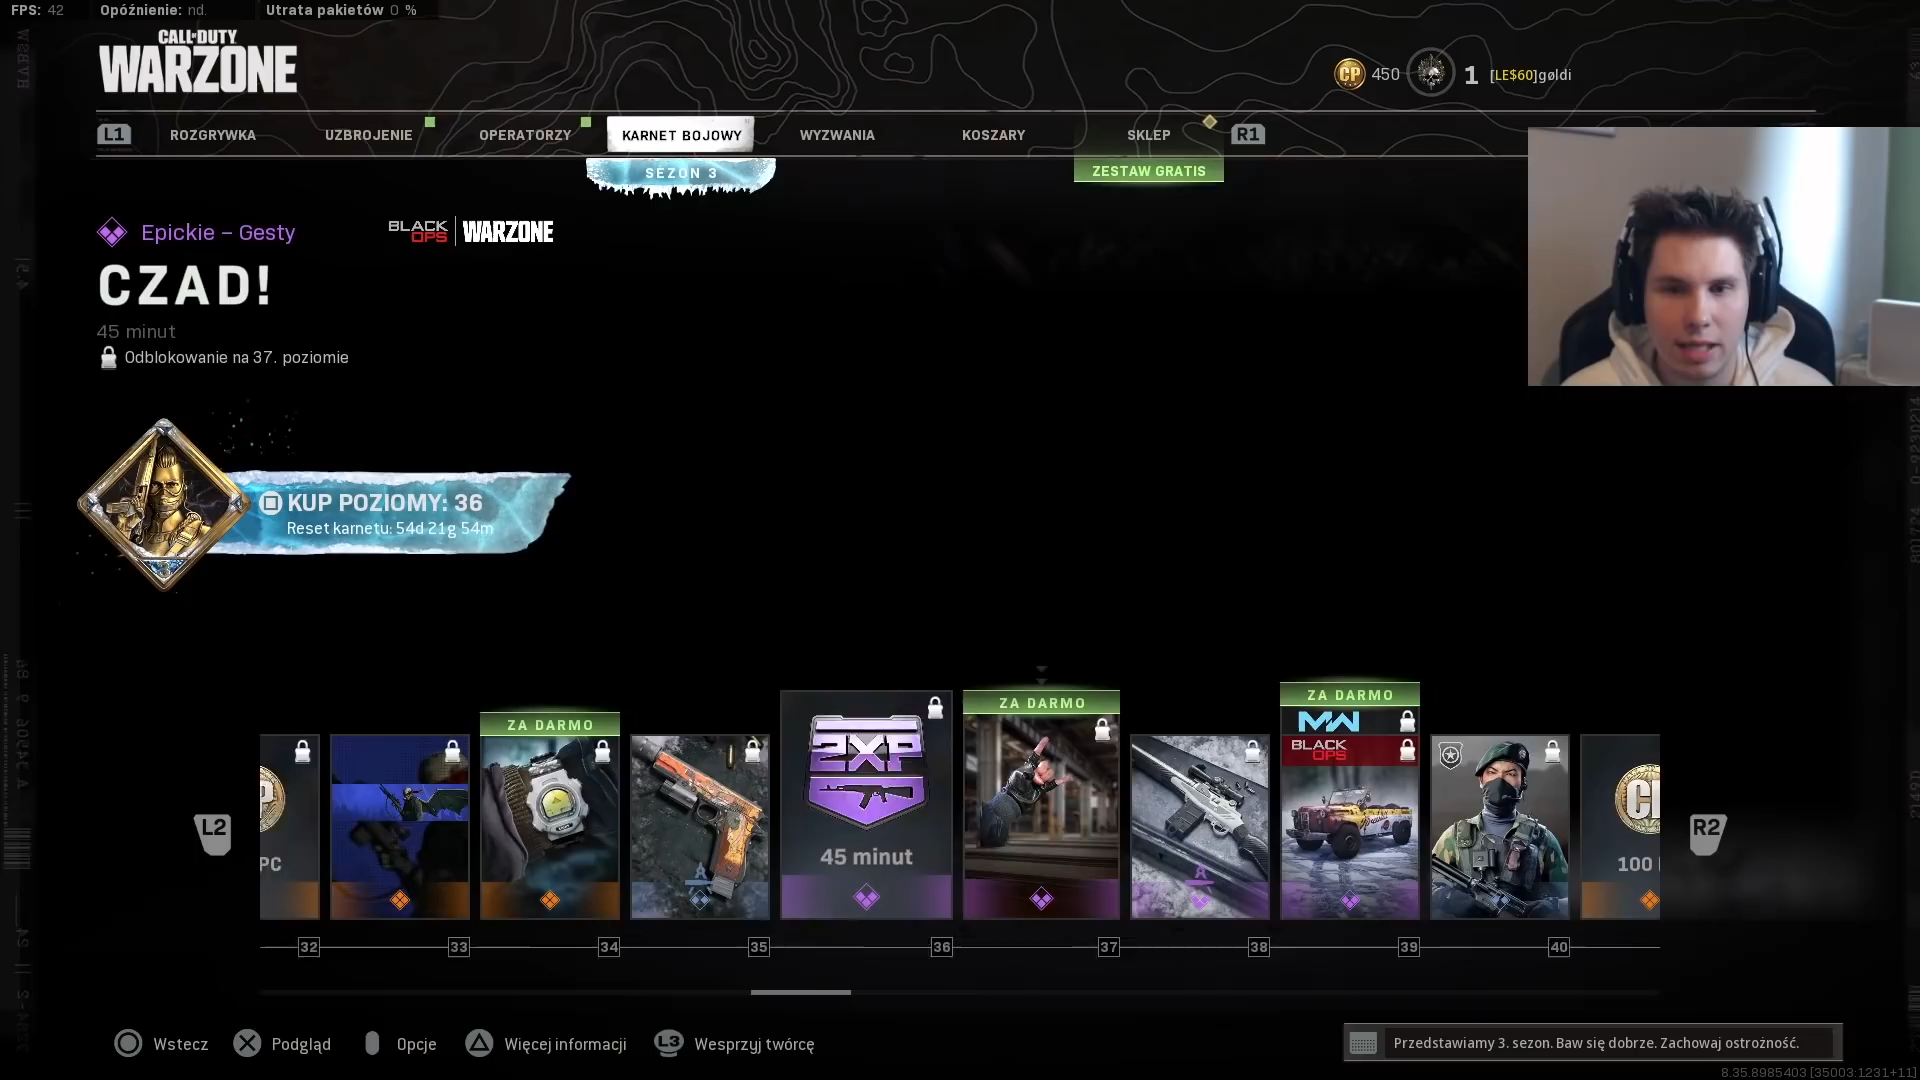 FPS: 42 Opóźnienie: nd. Utrata pakietów 0 %
CALL OF DUTY
WARZONE
CP 450 1 [LE$60]gøldi
L1 ROZGRYWKA UZBROJENIE OPERATORZY KARNET BOJOWY WYZWANIA KOSZARY SKLEP R1
SEZON 3 ZESTAW GRATIS
Epickie – Gesty BLACK OPS WARZONE
CZAD!
45 minut
Odblokowanie na 37. poziomie
KUP POZIOMY: 36
Reset karnetu: 54d 21g 54m
ZA DARMO ZA DARMO ZA DARMO
MW
BLACK OPS
2XP
45 minut
PC
100
L2 R2
32 33 34 35 36 37 38 39 40
Wstecz Podgląd Opcje Więcej informacji L3 Wesprzyj twórcę
Przedstawiamy 3. sezon. Baw się dobrze. Zachowaj ostrożność.
8.35.8985403 [35003:1231+11]